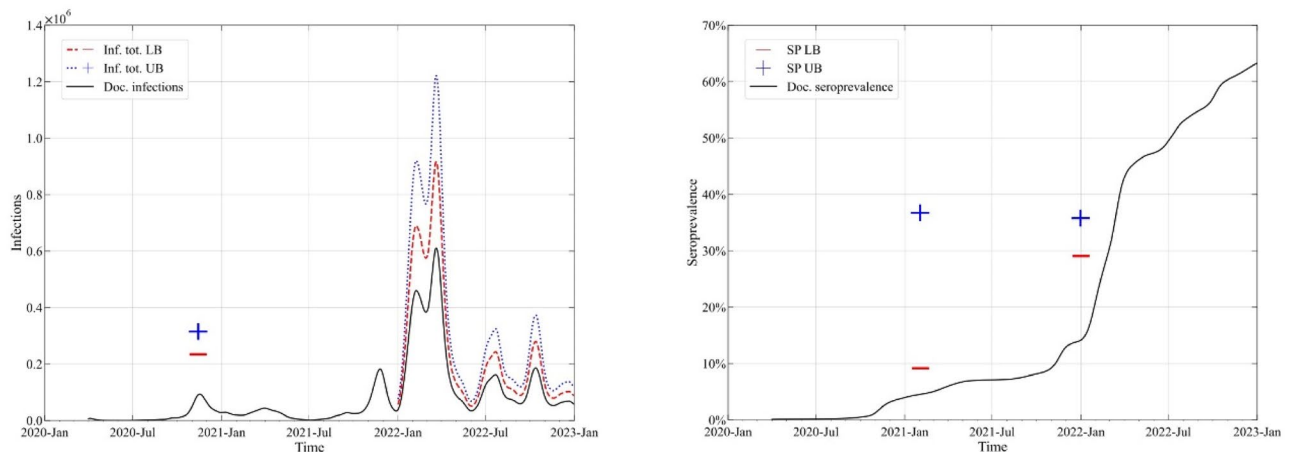 ×10⁶
1.4
1.2
1.0
0.8
0.6
0.4
0.2
0.0
Infections
Inf. tot. LB
Inf. tot. UB
Doc. infections
2020-Jan 2020-Jul 2021-Jan 2021-Jul 2022-Jan 2022-Jul 2023-Jan
Time
70%
60%
50%
40%
30%
20%
10%
0%
Seroprevalence
SP LB
SP UB
Doc. seroprevalence
2020-Jan 2020-Jul 2021-Jan 2021-Jul 2022-Jan 2022-Jul 2023-Jan
Time